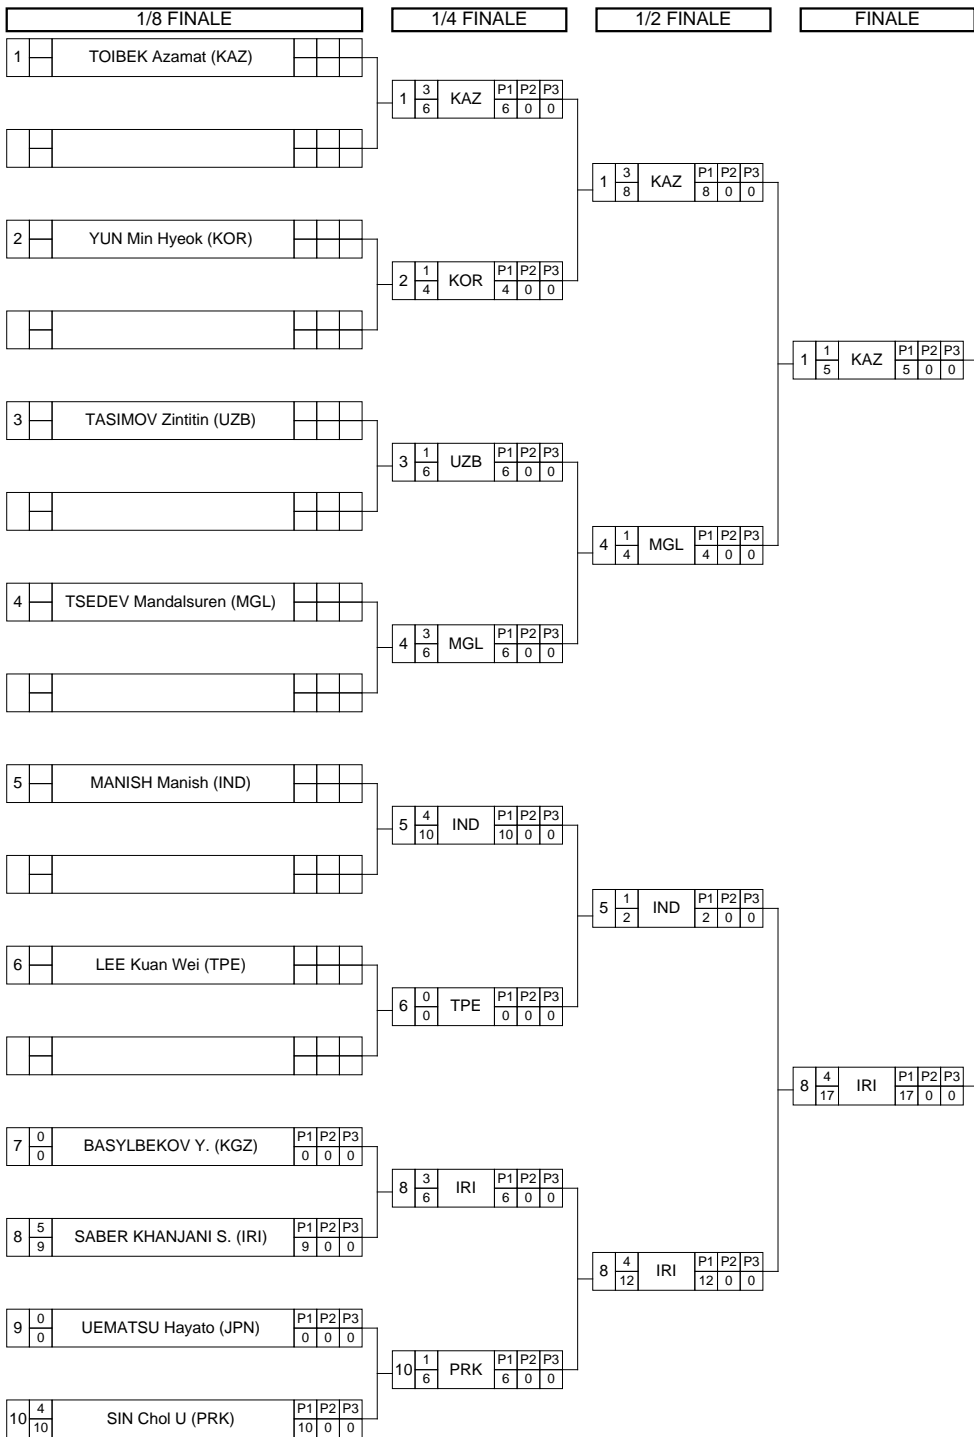 1/8 FINALE 1/4 FINALE 1/2 FINALE FINALE
1 TOIBEK Azamat (KAZ)
1 3 6 KAZ P1 P2 P3 6 0 0
1 3 8 KAZ P1 P2 P3 8 0 0
2 YUN Min Hyeok (KOR)
2 1 4 KOR P1 P2 P3 4 0 0
1 1 5 KAZ P1 P2 P3 5 0 0
3 TASIMOV Zintitin (UZB)
3 1 6 UZB P1 P2 P3 6 0 0
4 1 4 MGL P1 P2 P3 4 0 0
4 TSEDEV Mandalsuren (MGL)
4 3 6 MGL P1 P2 P3 6 0 0
5 MANISH Manish (IND)
5 4 10 IND P1 P2 P3 10 0 0
5 1 2 IND P1 P2 P3 2 0 0
6 LEE Kuan Wei (TPE)
6 0 0 TPE P1 P2 P3 0 0 0
8 4 17 IRI P1 P2 P3 17 0 0
7 0 0 BASYLBEKOV Y. (KGZ) P1 P2 P3 0 0 0
8 3 6 IRI P1 P2 P3 6 0 0
8 5 9 SABER KHANJANI S. (IRI) P1 P2 P3 9 0 0
8 4 12 IRI P1 P2 P3 12 0 0
9 0 0 UEMATSU Hayato (JPN) P1 P2 P3 0 0 0
10 1 6 PRK P1 P2 P3 6 0 0
10 4 10 SIN Chol U (PRK) P1 P2 P3 10 0 0